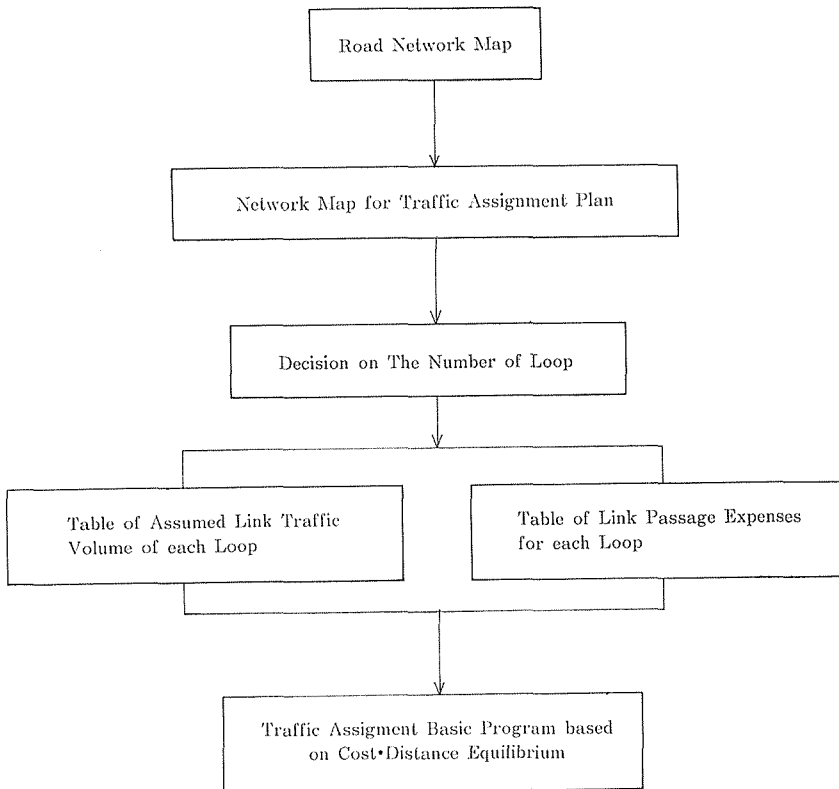 Road Network Map
Network Map for Traffic Assignment Plan
Decision on The Number of Loop
Table of Assumed Link Traffic
Volume of each Loop
Table of Link Passage Expenses
for each Loop
Traffic Assigment Basic Program based
on Cost•Distance Equilibrium